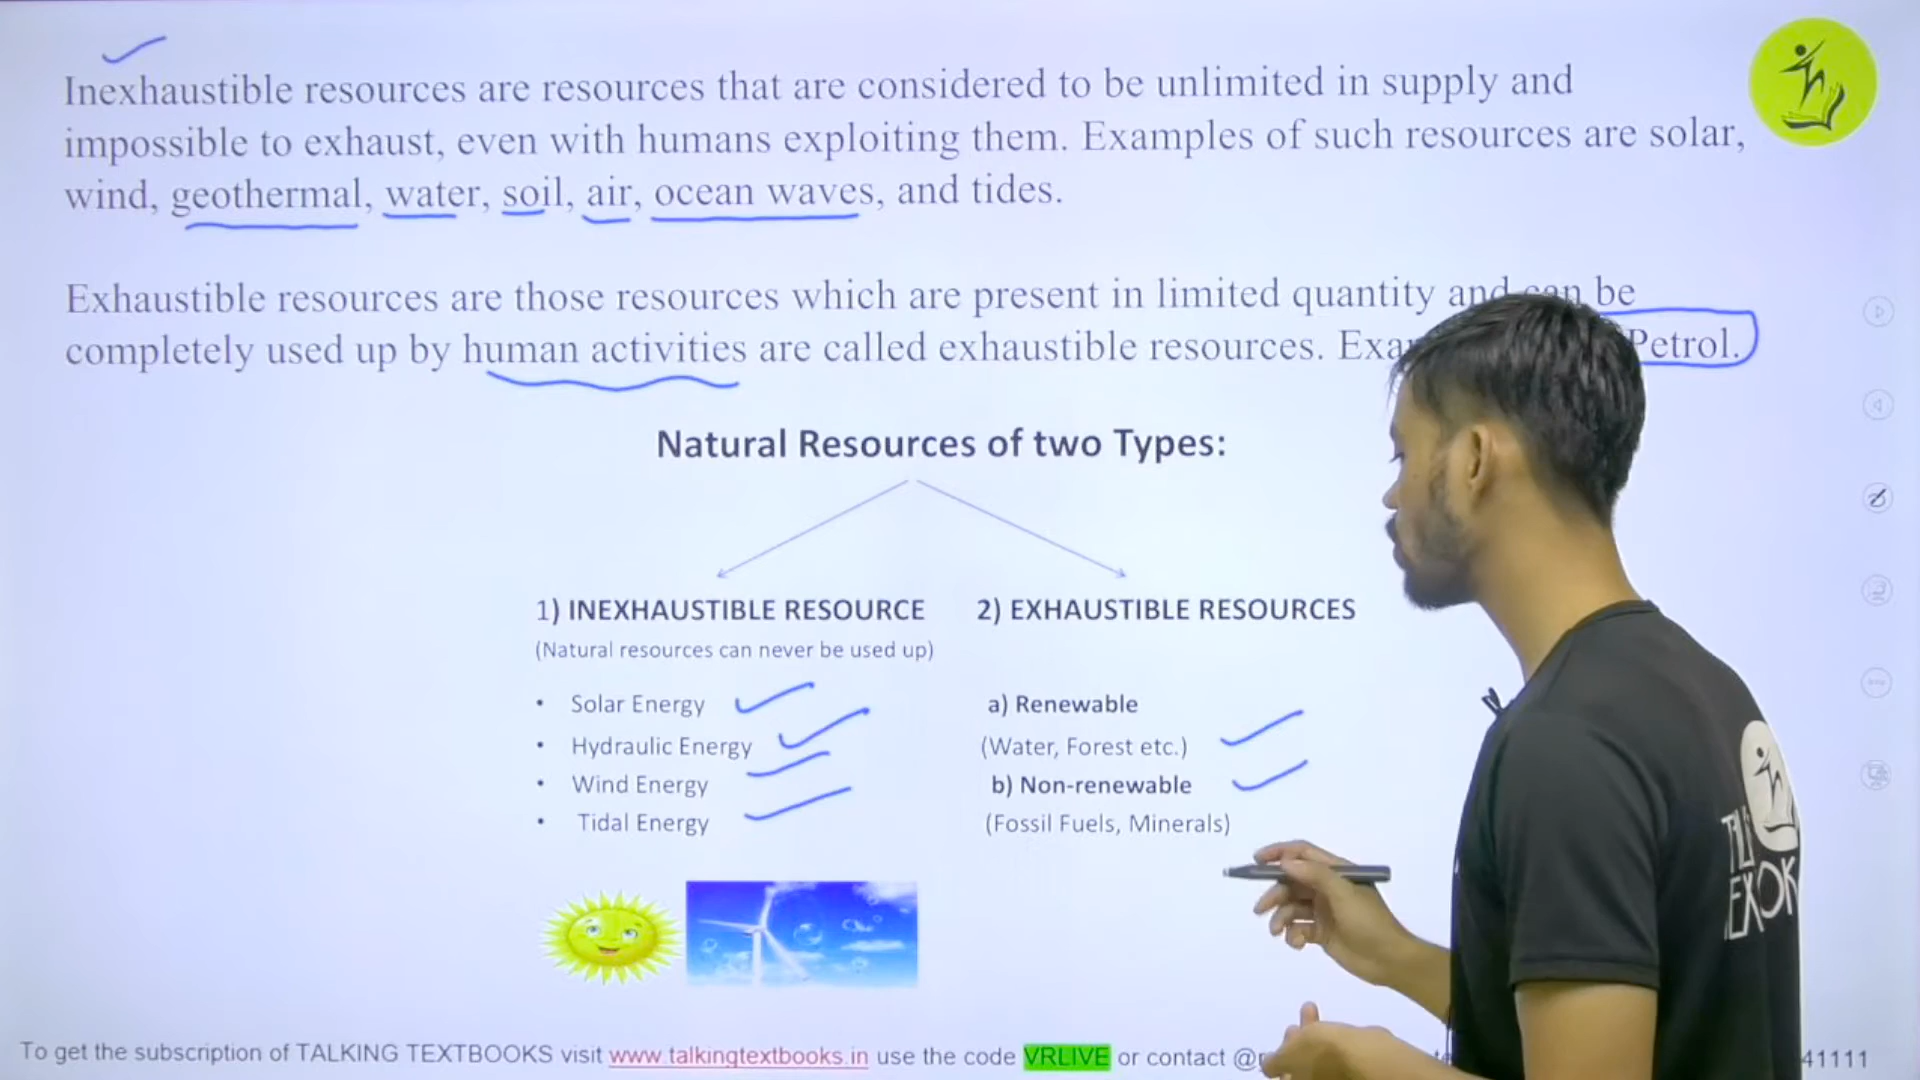 Inexhaustible resources are resources that are considered to be unlimited in supply and
impossible to exhaust, even with humans exploiting them. Examples of such resources are solar,
wind, geothermal, water, soil, air, ocean waves, and tides.
Exhaustible resources are those resources which are present in limited quantity and can be
completely used up by human activities are called exhaustible resources. Petrol.
Natural Resources of two Types:
1) INEXHAUSTIBLE RESOURCE
(Natural resources can never be used up)
• Solar Energy
• Hydraulic Energy
• Wind Energy
• Tidal Energy
2) EXHAUSTIBLE RESOURCES
a) Renewable
(Water, Forest etc.)
b) Non-renewable
(Fossil Fuels, Minerals)
To get the subscription of TALKING TEXTBOOKS visit www.talkingtextbooks.in use the code VRLIVE or contact 41111